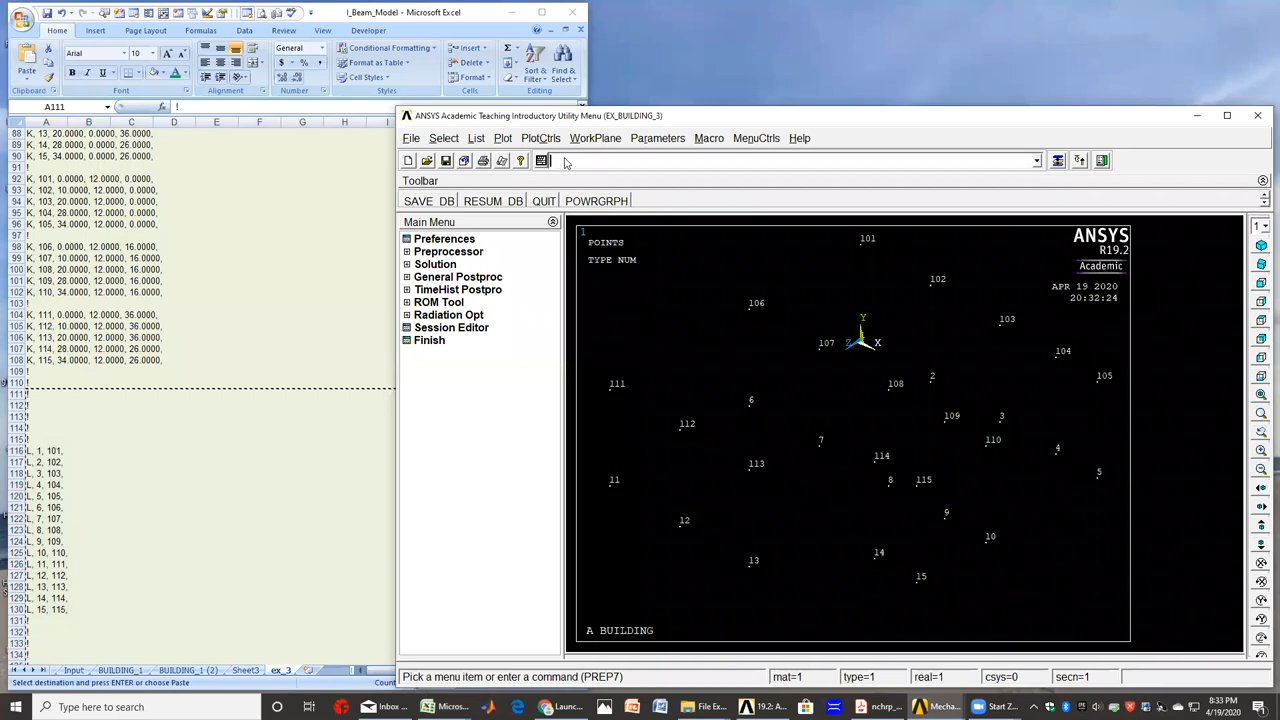 I_Beam_Model - Microsoft Excel
Home Insert Page Layout Formulas Data Review View Developer
Arial 10 General Conditional Formatting Insert
Paste Format as Table Delete Sort & Find &
Cell Styles Format Filter Select
Clipboard Font Alignment Number Styles Cells Editing
A111 !
A B C D E F G H I
88 K, 13, 20.0000, 0.0000, 36.0000,
89 K, 14, 28.0000, 0.0000, 26.0000,
90 K, 15, 34.0000, 0.0000, 26.0000,
91 !
92 K, 101, 0.0000, 12.0000, 0.0000,
93 K, 102, 10.0000, 12.0000, 0.0000,
94 K, 103, 20.0000, 12.0000, 0.0000,
95 K, 104, 28.0000, 12.0000, 0.0000,
96 K, 105, 34.0000, 12.0000, 0.0000,
97 !
98 K, 106, 0.0000, 12.0000, 16.0000,
99 K, 107, 10.0000, 12.0000, 16.0000,
100 K, 108, 20.0000, 12.0000, 16.0000,
101 K, 109, 28.0000, 12.0000, 16.0000,
102 K, 110, 34.0000, 12.0000, 16.0000,
103 !
104 K, 111, 0.0000, 12.0000, 36.0000,
105 K, 112, 10.0000, 12.0000, 36.0000,
106 K, 113, 20.0000, 12.0000, 36.0000,
107 K, 114, 28.0000, 12.0000, 26.0000,
108 K, 115, 34.0000, 12.0000, 26.0000,
109 !
110 !
111 !
112 !
113 !
114 !
115 !
116 L, 1, 101,
117 L, 2, 102,
118 L, 3, 103,
119 L, 4, 104,
120 L, 5, 105,
121 L, 6, 106,
122 L, 7, 107,
123 L, 8, 108,
124 L, 9, 109,
125 L, 10, 110,
126 L, 11, 111,
127 L, 12, 112,
128 L, 13, 113,
129 L, 14, 114,
130 L, 15, 115,
131 !
132 !
133 !
134 !
Input BUILDING_1 BUILDING_1 (2) Sheet3 ex_3
Select destination and press ENTER or choose Paste
ANSYS Academic Teaching Introductory Utility Menu (EX_BUILDING_3)
File Select List Plot PlotCtrls WorkPlane Parameters Macro MenuCtrls Help
Toolbar
SAVE_DB RESUM_DB QUIT POWRGRPH
Main Menu
Preferences
Preprocessor
Solution
General Postproc
TimeHist Postpro
ROM Tool
Radiation Opt
Session Editor
Finish
1
POINTS
TYPE NUM
ANSYS
R19.2
Academic
APR 19 2020
20:32:24
101
102
106
103
Y
107 Z X
104
111 108 2 105
6
112 109 3
7 110 4
113 114
11 8 115 5
12 9
10
13 14
15
A BUILDING
Pick a menu item or enter a command (PREP7) mat=1 type=1 real=1 csys=0 secn=1
Type here to search Inbox ... Micros... Launc... nchrp_... File Ex... 19.2: A... Mecha... Start Z... 8:33 PM
4/19/2020